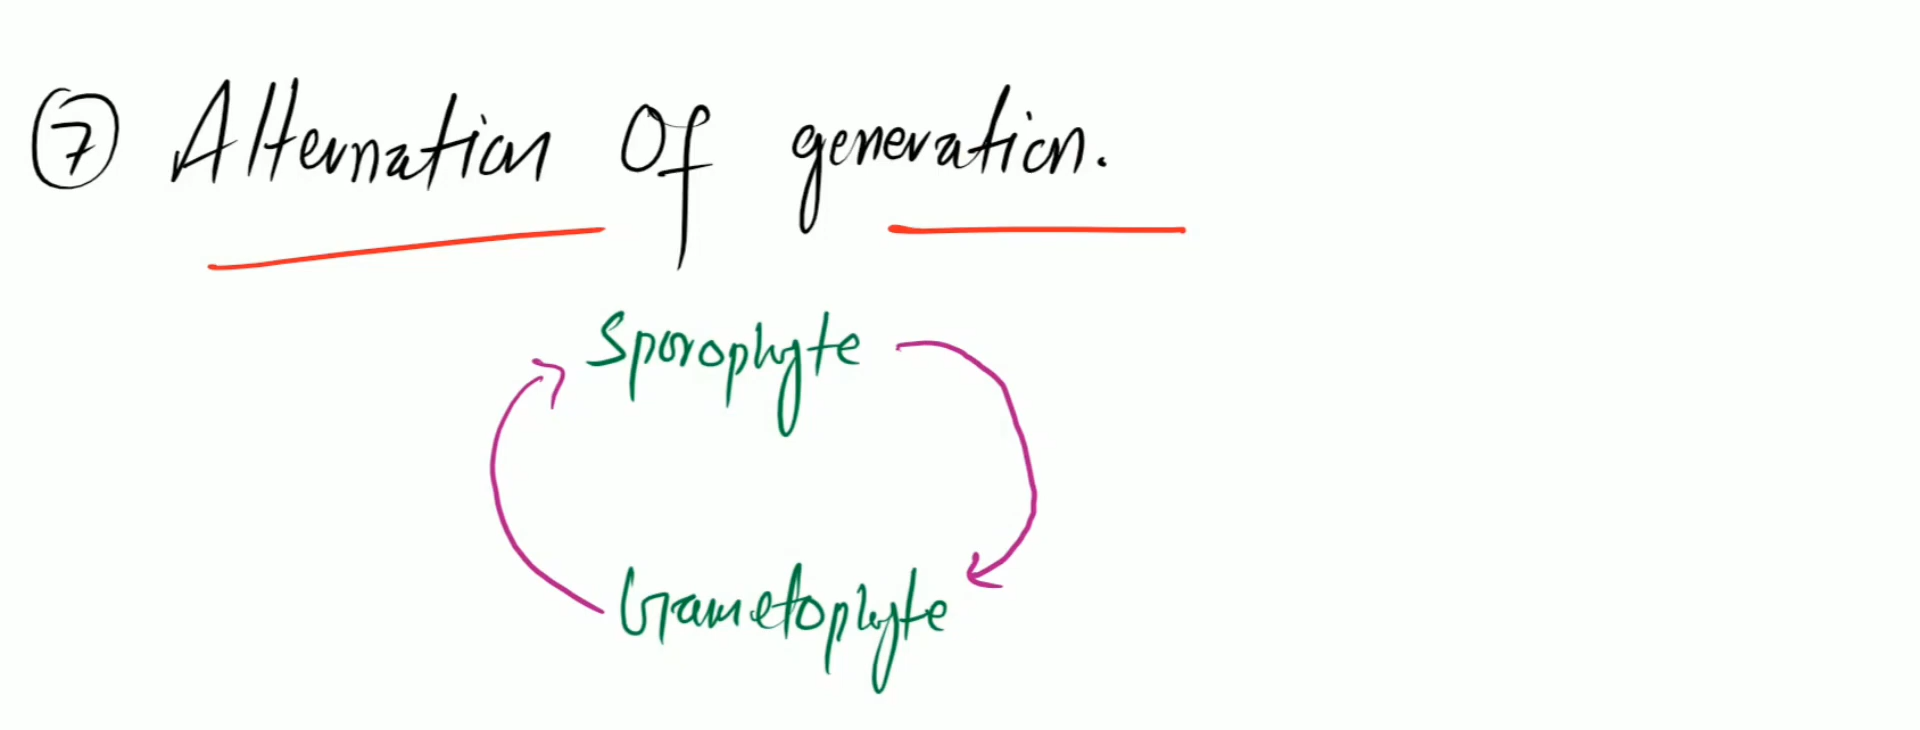 ⑦ Alternation Of generation.
Sporophyte
Gametophyte